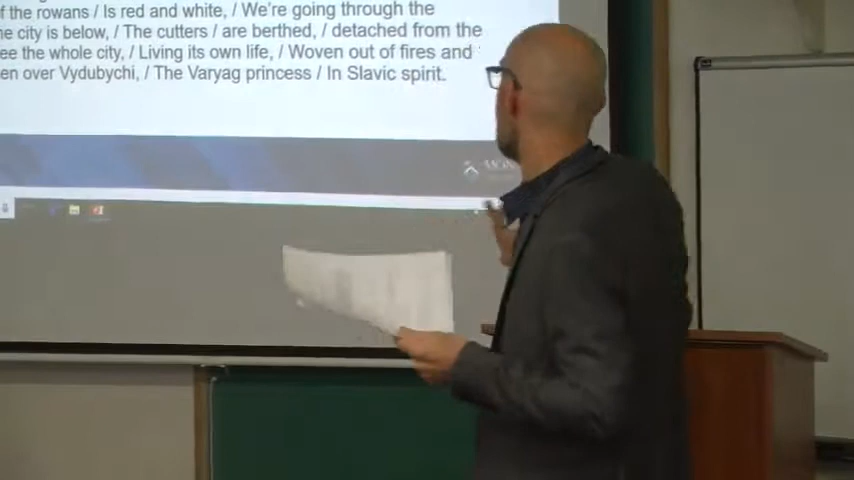 f the rowans / Is red and white, / We're going through the
e city is below, / The cutters / are berthed, / detached from the
ee the whole city, / Living its own life, / Woven out of fires and
en over Vydubychi, / The Varyag princess / In Slavic spirit.